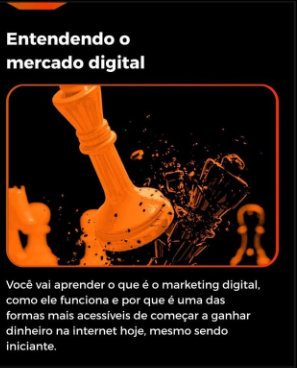 Entendendo o
mercado digital
Você vai aprender o que é o marketing digital,
como ele funciona e por que é uma das
formas mais acessíveis de começar a ganhar
dinheiro na internet hoje, mesmo sendo
iniciante.